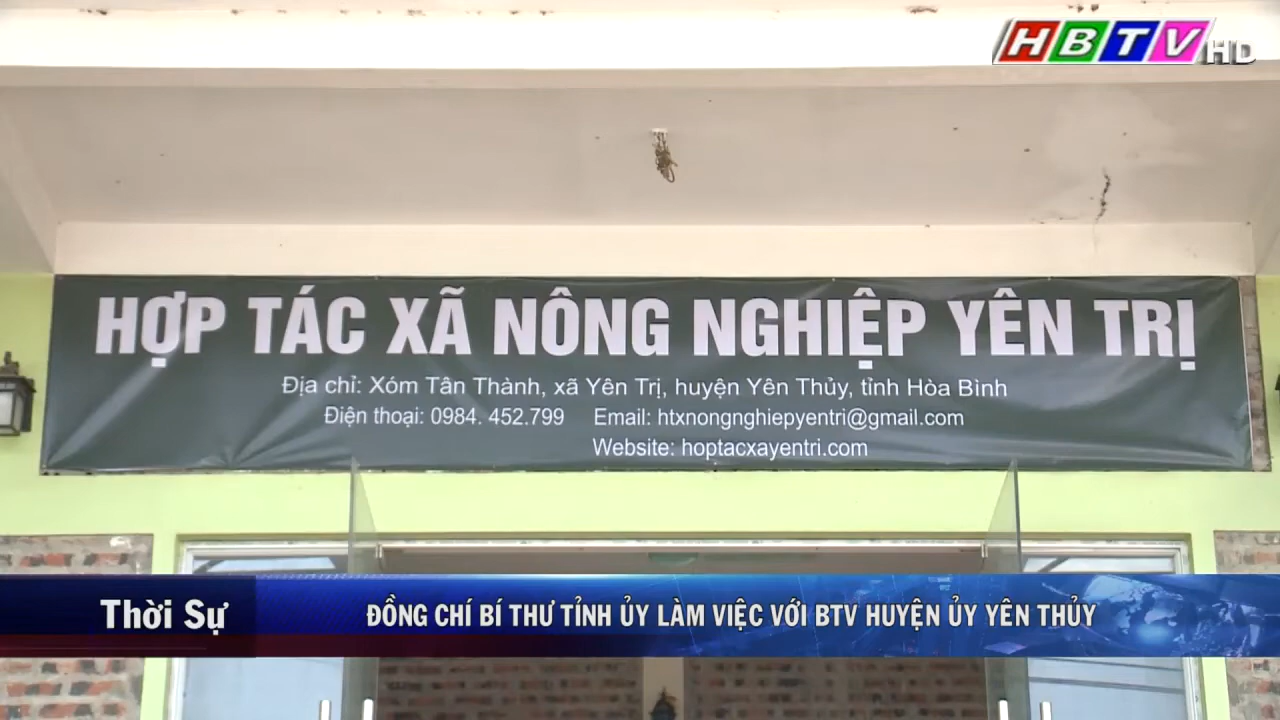 HBTV HD
HỢP TÁC XÃ NÔNG NGHIỆP YÊN TRỊ
Địa chỉ: Xóm Tân Thành, xã Yên Trị, huyện Yên Thủy, tỉnh Hòa Bình
Điện thoại: 0984. 452.799 Email: htxnongnghiepyentri@gmail.com
Website: hoptacxayentri.com
Thời Sự
ĐỒNG CHÍ BÍ THƯ TỈNH ỦY LÀM VIỆC VỚI BTV HUYỆN ỦY YÊN THỦY